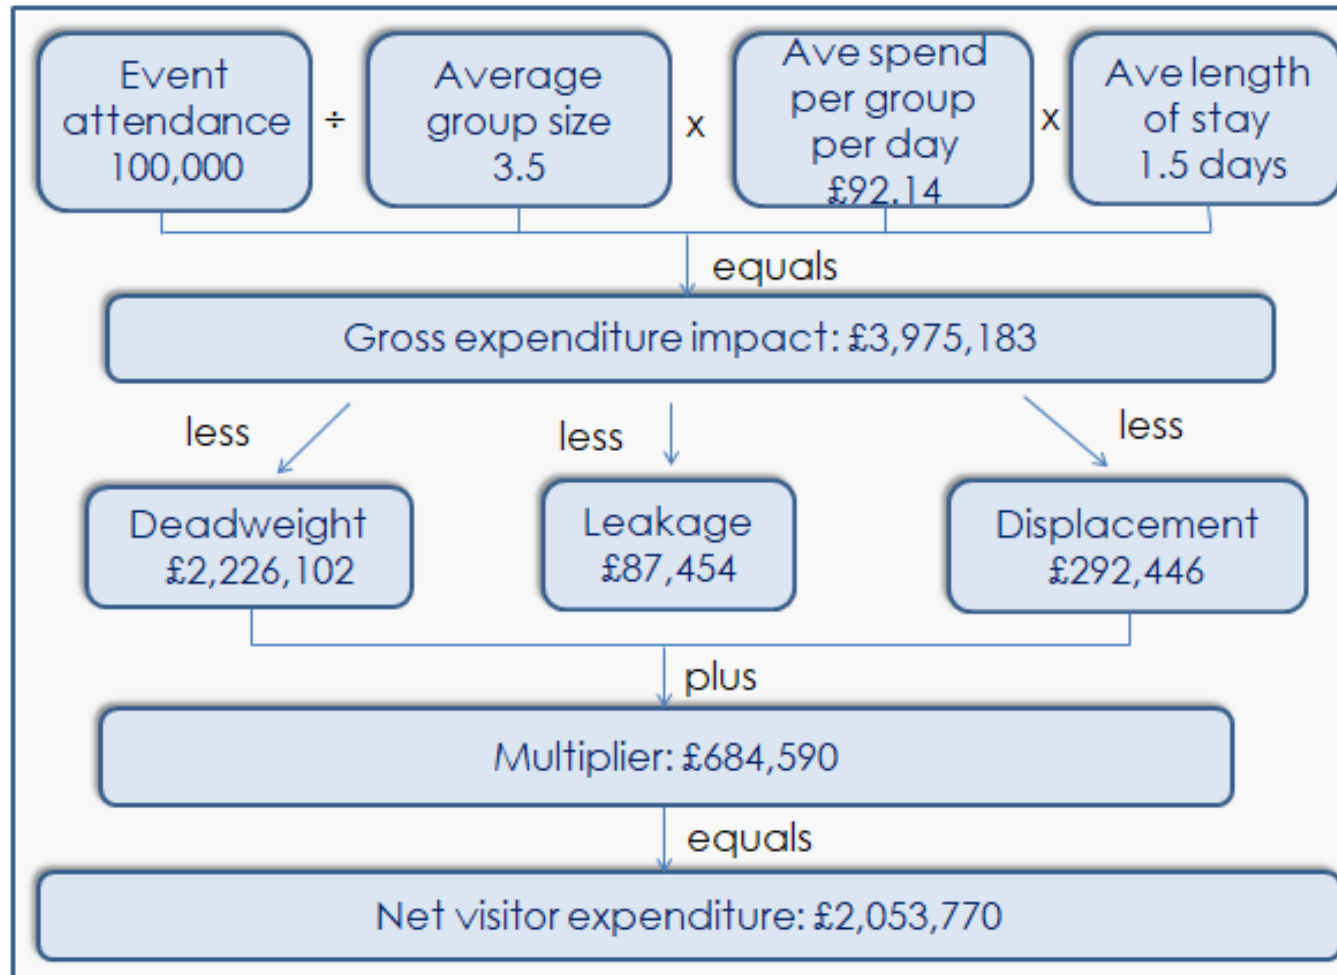 Event
attendance
100,000
÷
Average
group size
3.5
x
Ave spend
per group
per day
£92.14
x
Ave length
of stay
1.5 days
equals
Gross expenditure impact: £3,975,183
less
less
less
Deadweight
£2,226,102
Leakage
£87,454
Displacement
£292,446
plus
Multiplier: £684,590
equals
Net visitor expenditure: £2,053,770